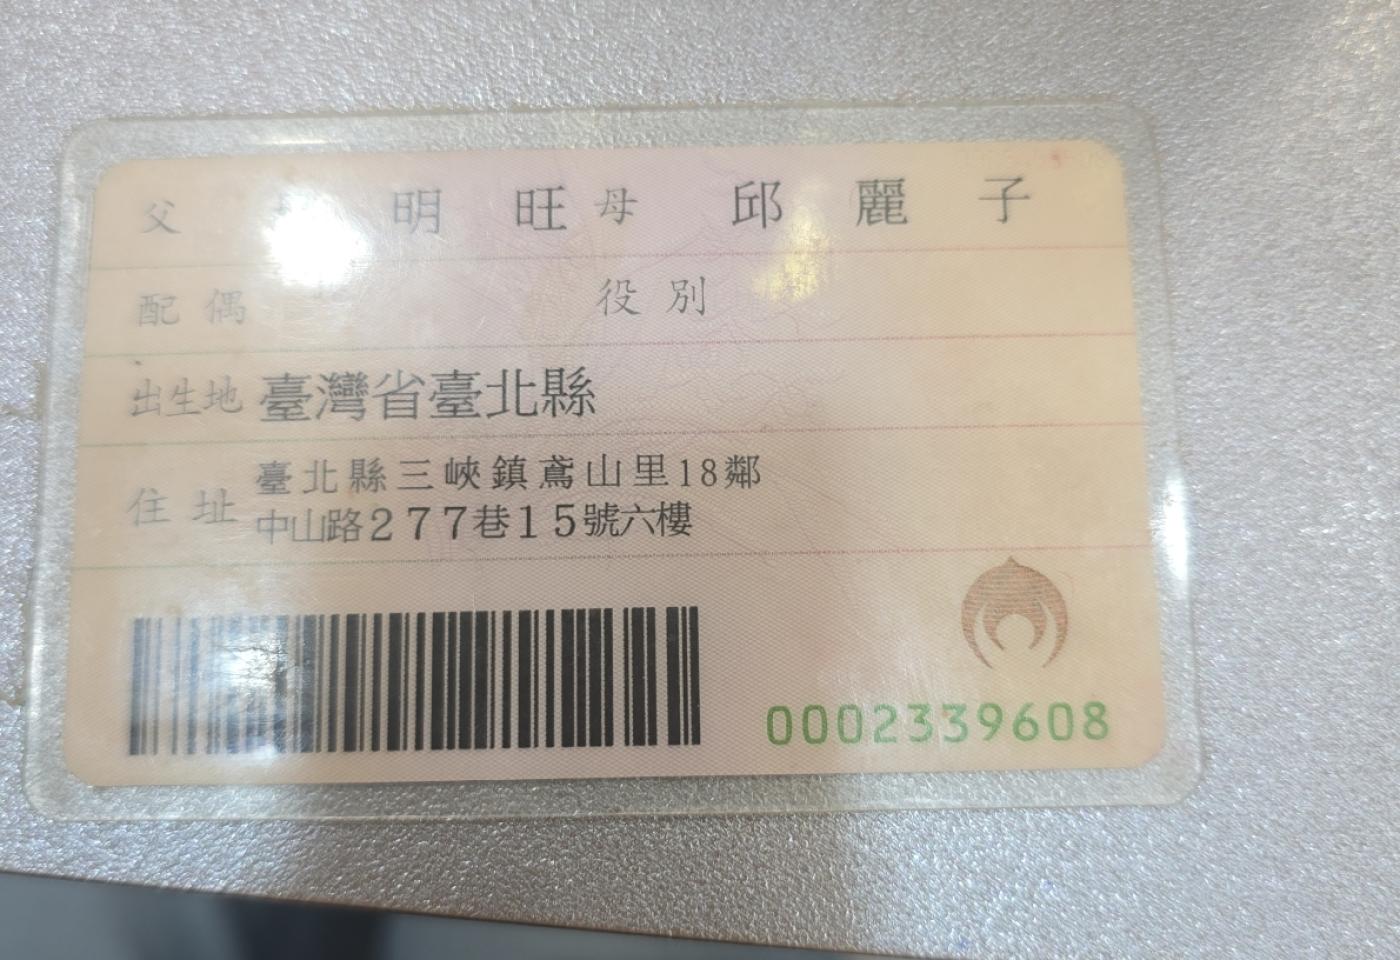 父 明旺 母 邱麗子
配偶 役別
出生地 臺灣省臺北縣
住址 臺北縣三峽鎮鳶山里18鄰
中山路277巷15號六樓
0002339608